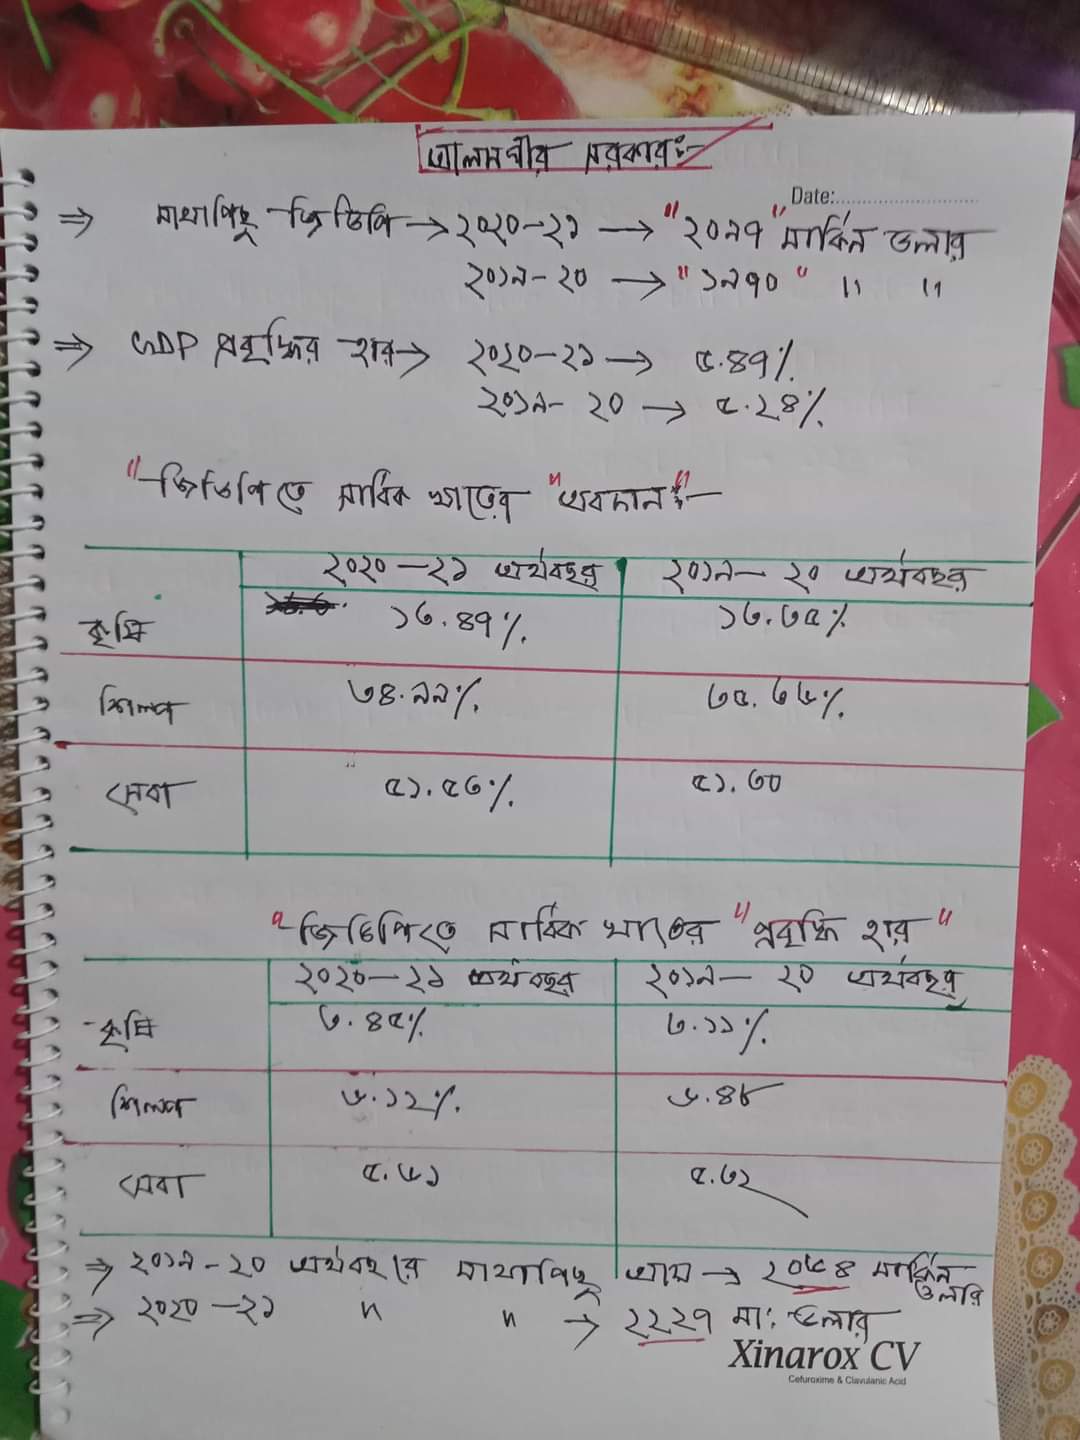 আলমগীর সরকারঃ-
Date:
⇒ মাথাপিছু জিডিপি → ২০২০-২১ → "২০৯৭" মার্কিন ডলার
২০১৯-২০ → "১৯৭০" " "
⇒ GDP প্রবৃদ্ধির হার → ২০২০-২১ → ৫.৪৭%
২০১৯-২০ → ৫.২৪%
"জিডিপিতে সার্বিক খাতের "অবদান"ঃ-
২০২০-২১ অর্থবছর ২০১৯-২০ অর্থবছর
কৃষি ১৩.৪৭% ১৩.৩৫%
শিল্প ৩৪.৯৯% ৩৫.৩৬%
সেবা ৫১.৫৩% ৫১.৩০
"জিডিপিতে সার্বিক খাতের "প্রবৃদ্ধি হার"
২০২০-২১ অর্থবছর ২০১৯-২০ অর্থবছর
কৃষি ৩.৪৫% ৩.১১%
শিল্প ৬.১২% ৬.৪৮
সেবা ৫.৬১ ৫.৩২
⇒ ২০১৯-২০ অর্থবছরে মাথাপিছু আয় → ২০৬৪ মার্কিন ডলার
⇒ ২০২০-২১ " " → ২২২৭ মাঃ ডলার
Xinarox CV
Cefuroxime & Clavulanic Acid